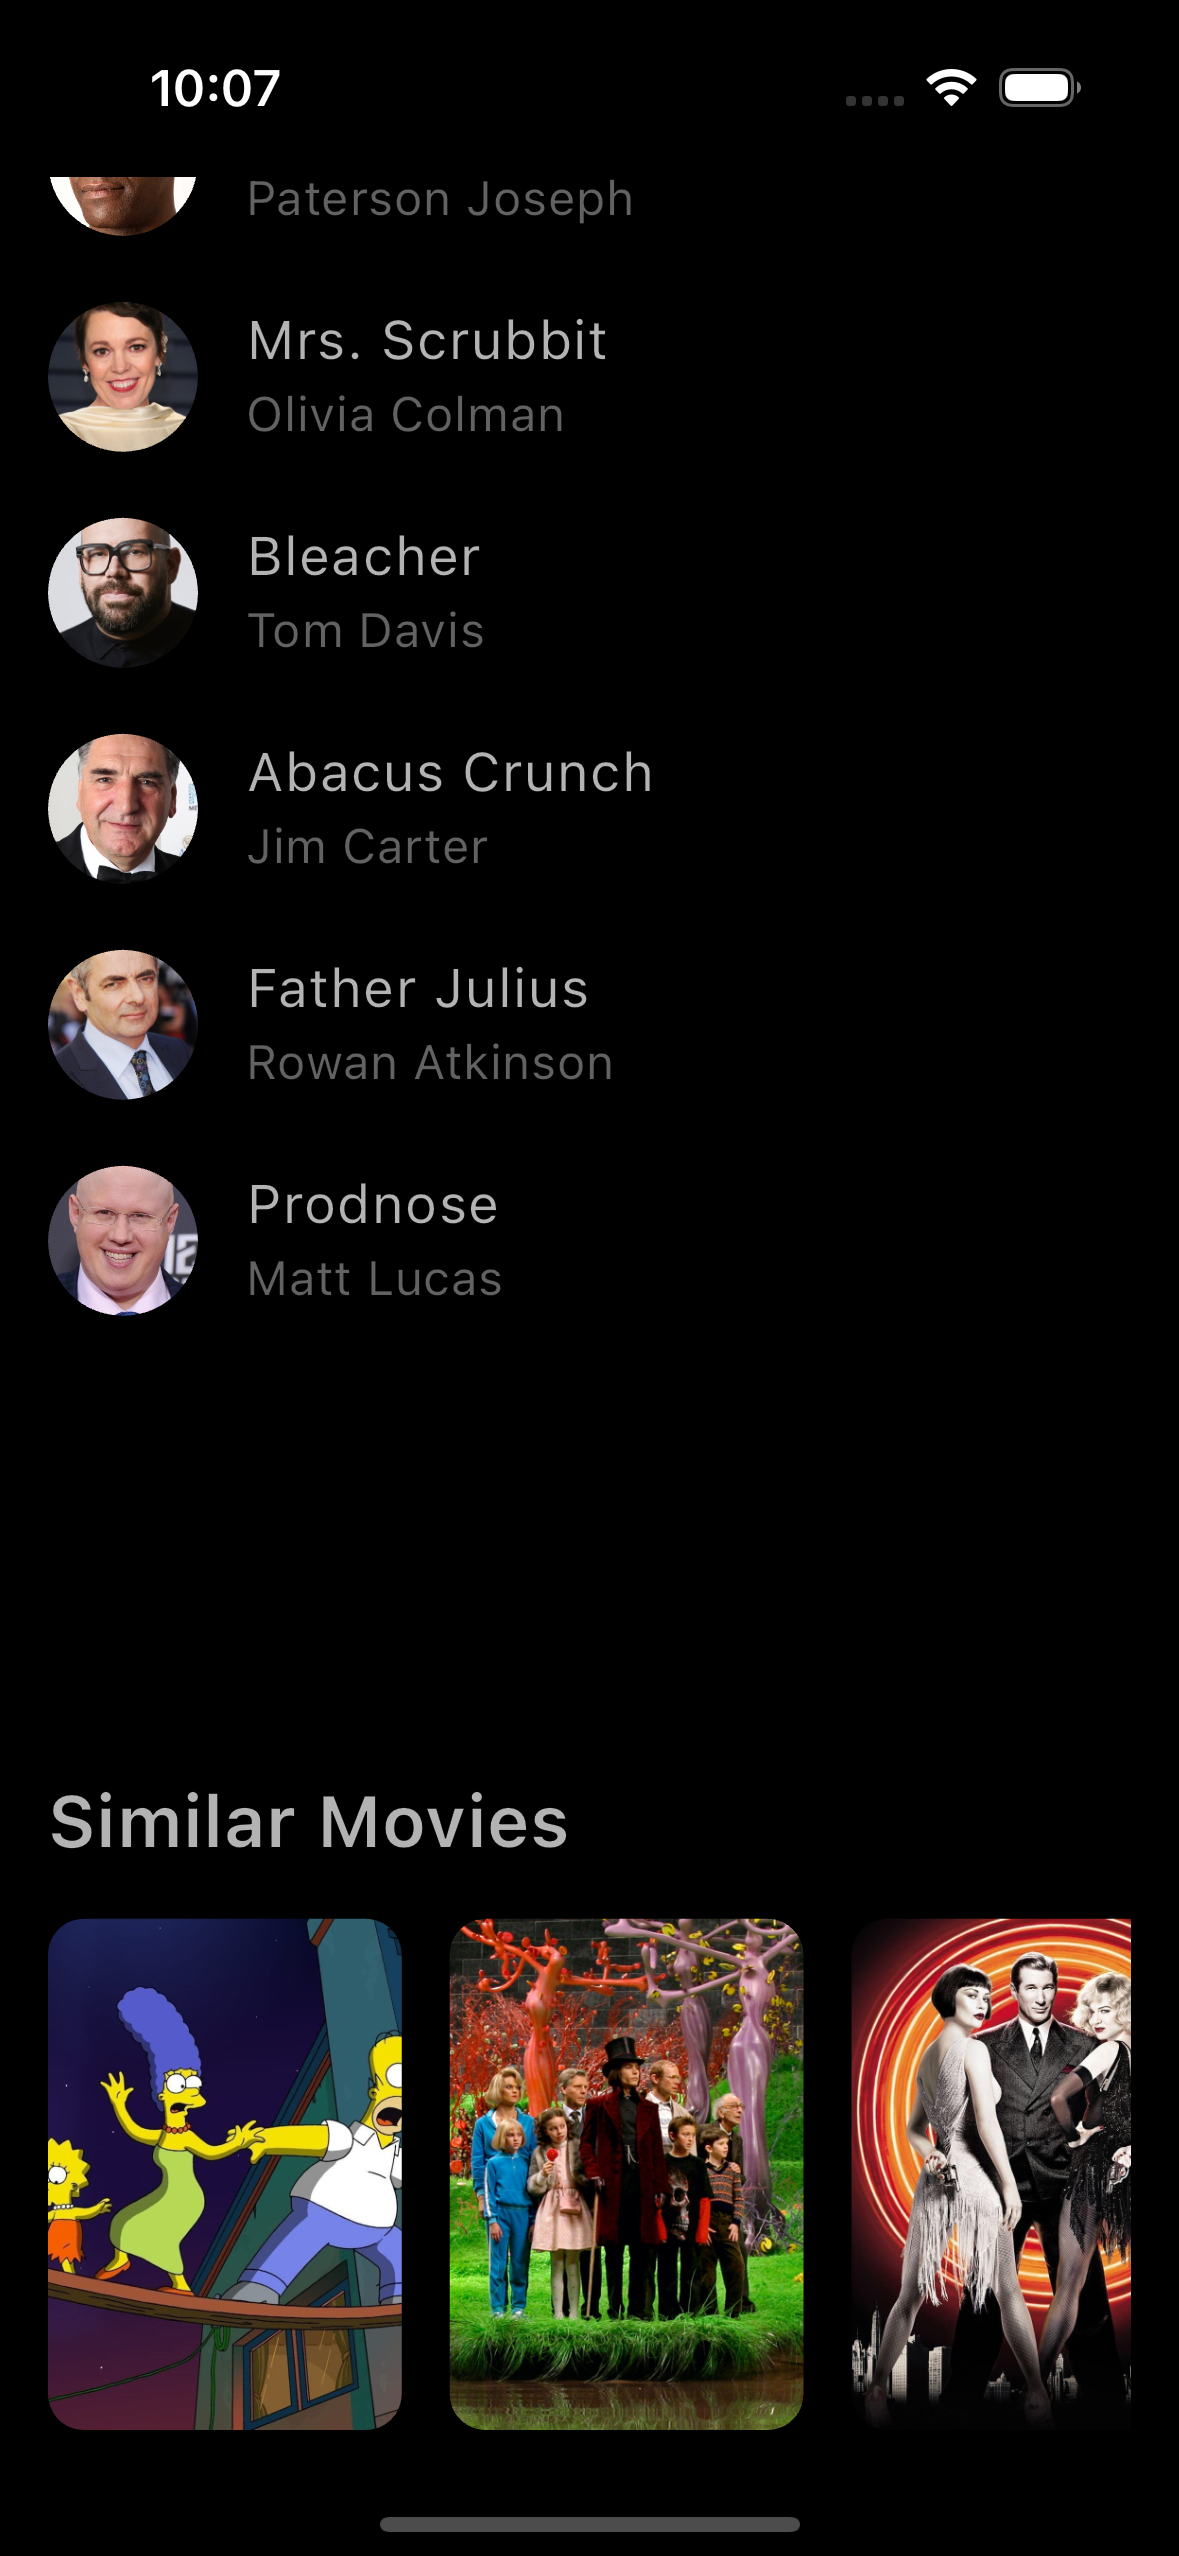 10:07
Paterson Joseph
Mrs. Scrubbit
Olivia Colman
Bleacher
Tom Davis
Abacus Crunch
Jim Carter
Father Julius
Rowan Atkinson
Prodnose
Matt Lucas
Similar Movies